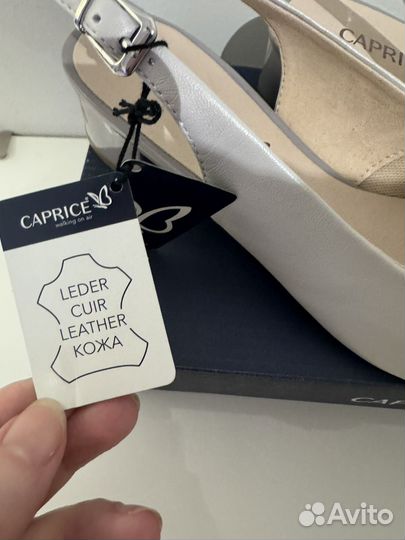 CAPRICE
CAPRICE
walking on air
LEDER
CUIR
LEATHER
КОЖА
Avito